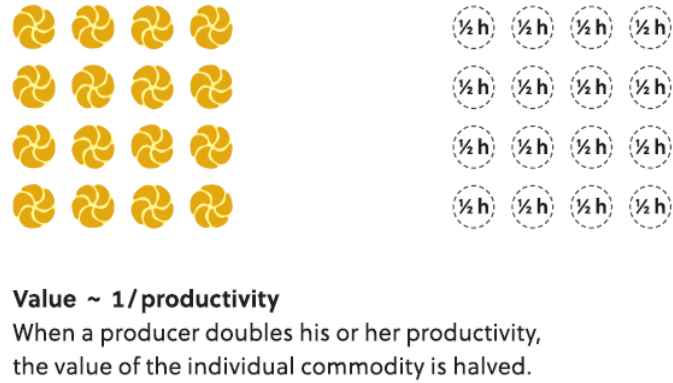 ½ h ½ h ½ h ½ h
½ h ½ h ½ h ½ h
½ h ½ h ½ h ½ h
½ h ½ h ½ h ½ h
Value ~ 1/productivity
When a producer doubles his or her productivity,
the value of the individual commodity is halved.